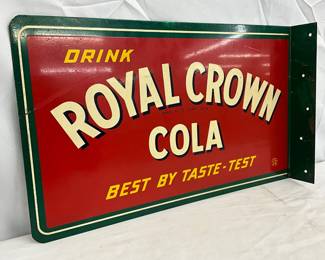 DRINK
ROYAL CROWN
COLA
BEST BY TASTE-TEST